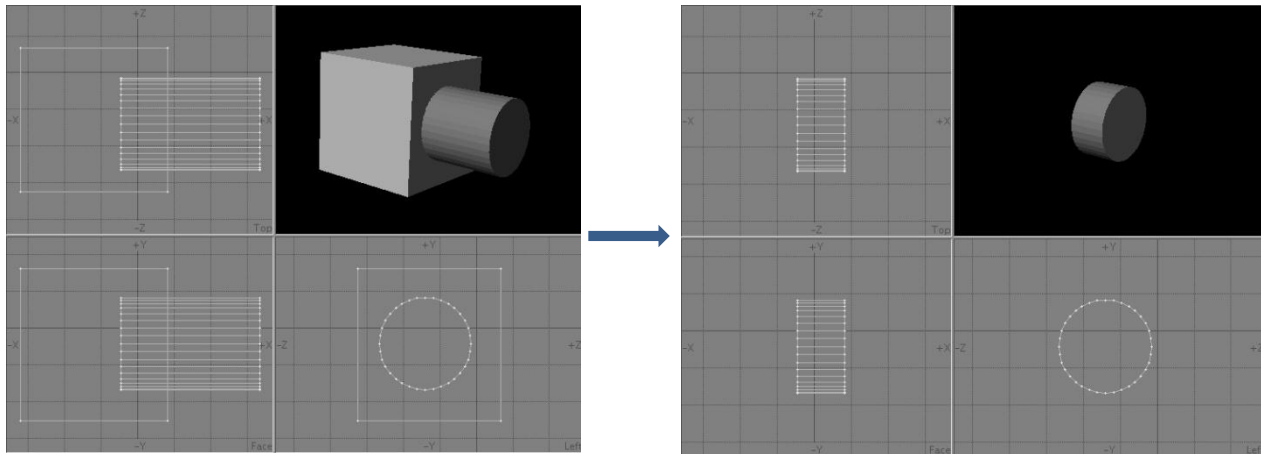 +Z
-X
+X
-Z
Top
+Y
-X
+X
-Y
Face
+Y
-Z
+Z
-Y
Left
+Z
-X
+X
-Z
Top
+Y
-X
+X
-Y
Face
+Y
-Z
+Z
-Y
Left